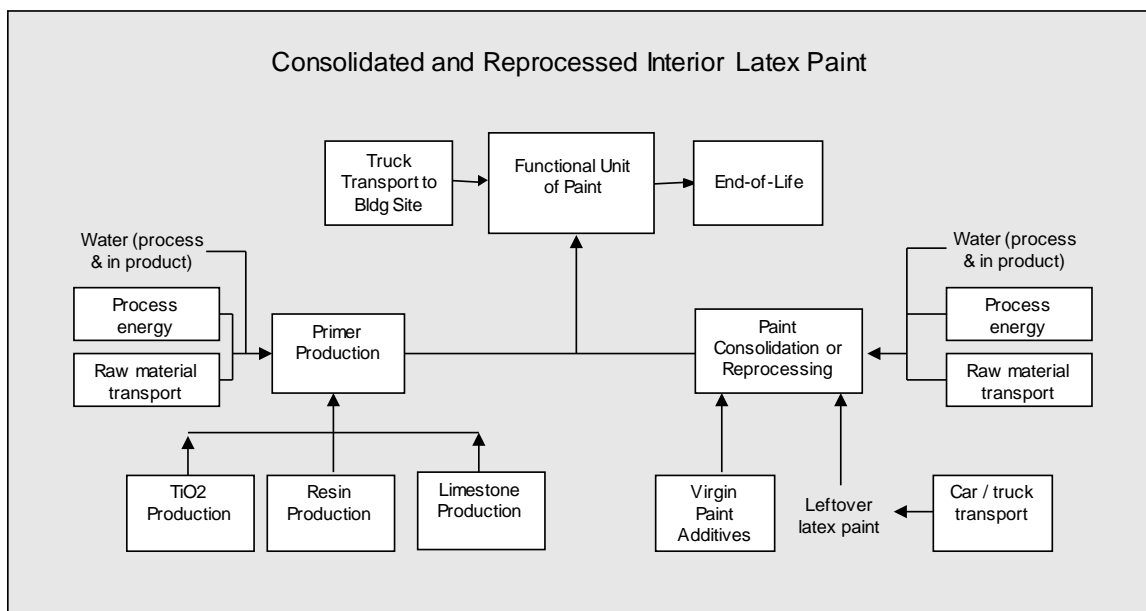 Consolidated and Reprocessed Interior Latex Paint
Truck
Transport to
Bldg Site
Functional Unit
of Paint
End-of-Life
Water (process
& in product)
Process
energy
Raw material
transport
Primer
Production
Paint
Consolidation or
Reprocessing
Water (process
& in product)
Process
energy
Raw material
transport
TiO2
Production
Resin
Production
Limestone
Production
Virgin
Paint
Additives
Leftover
latex paint
Car / truck
transport